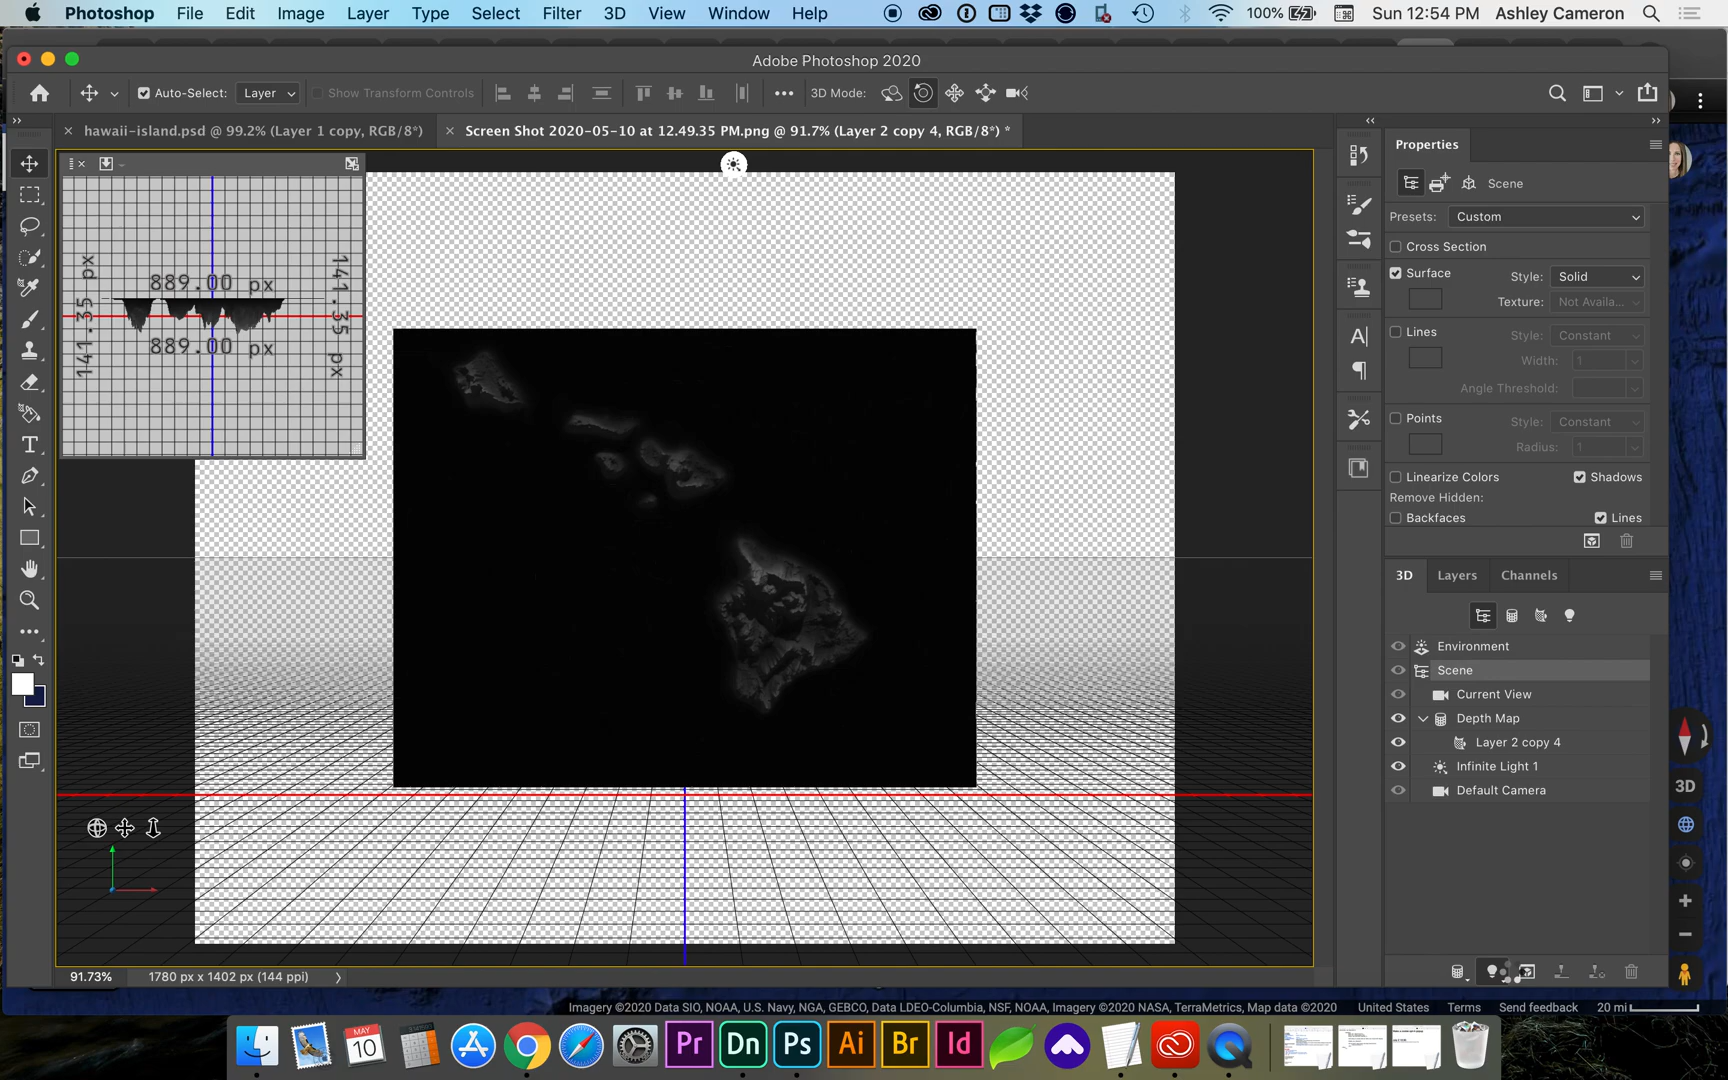 Photoshop File Edit Image Layer Type Select Filter 3D View Window Help 100% Sun 12:54 PM Ashley Cameron
Adobe Photoshop 2020
Auto-Select: Layer Show Transform Controls 3D Mode:
hawaii-island.psd @ 99.2% (Layer 1 copy, RGB/8*) Screen Shot 2020-05-10 at 12.49.35 PM.png @ 91.7% (Layer 2 copy 4, RGB/8*) *
Properties
Scene
Presets: Custom
Cross Section
Surface Style: Solid
Texture: Not Availa...
Lines Style: Constant
Width: 1
Angle Threshold:
Points Style: Constant
Radius: 1
Linearize Colors Shadows
Remove Hidden:
Backfaces Lines
889.00 px
141.35 px
141.35 px
889.00 px
3D Layers Channels
Environment
Scene
Current View
Depth Map
Layer 2 copy 4
Infinite Light 1
Default Camera
3D
91.73% 1780 px x 1402 px (144 ppi)
Imagery ©2020 Data SIO, NOAA, U.S. Navy, NGA, GEBCO, Data LDEO-Columbia, NSF, NOAA, Imagery ©2020 NASA, TerraMetrics, Map data ©2020 United States Terms Send feedback 20 mi
MAY
10
Pr Dn Ps Ai Br Id